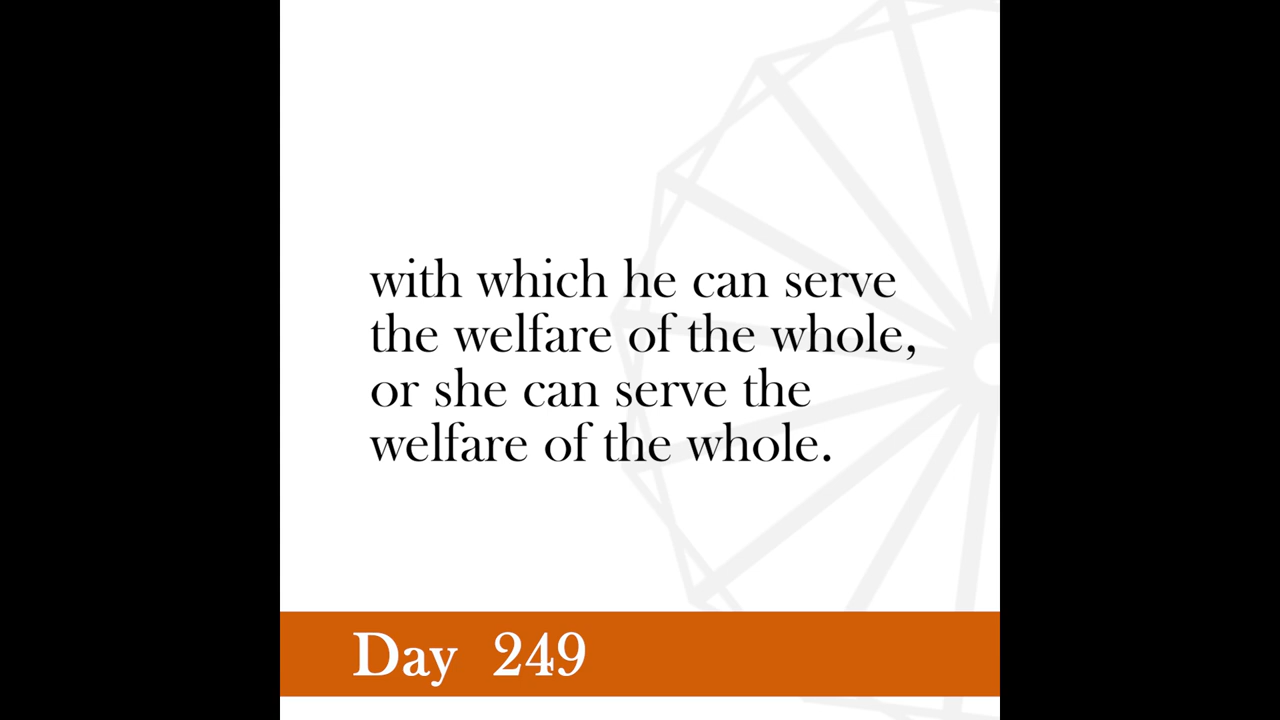 with which he can serve
the welfare of the whole,
or she can serve the
welfare of the whole.
Day 249